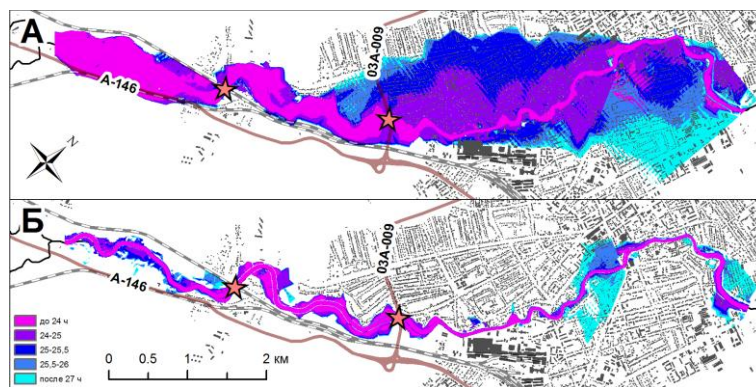 А
03А-009
А-146
N
Б
03А-009
А-146
до 24 ч
24-25
25-25,5
25,5-26
после 27 ч
0 0.5 1 2 км